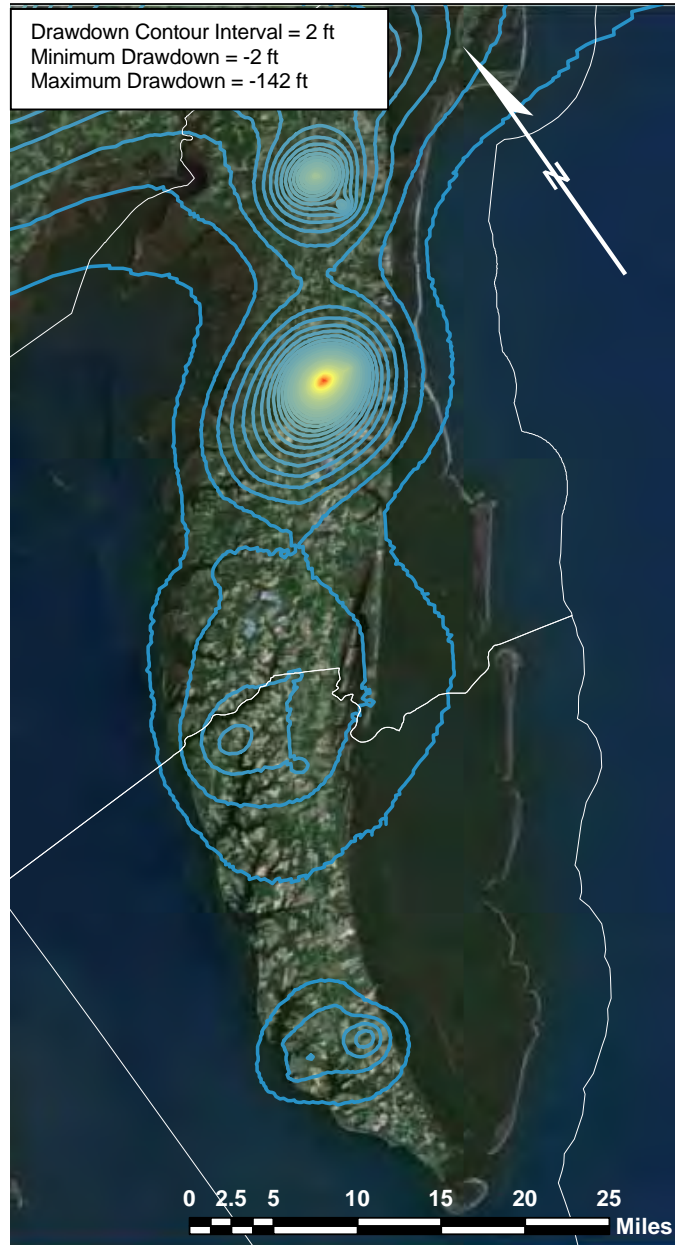 Drawdown Contour Interval = 2 ft
Minimum Drawdown = -2 ft
Maximum Drawdown = -142 ft
N
0 2.5 5 10 15 20 25
Miles